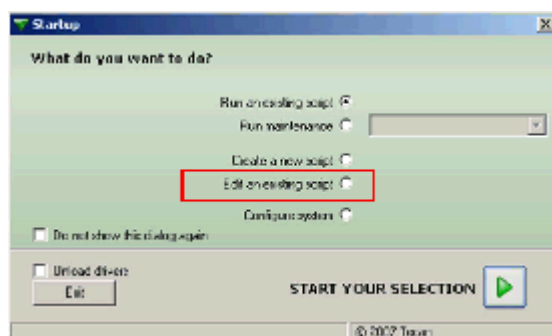 Startup
What do you want to do?
Run an existing script
Run maintenance
Create a new script
Edit an existing script
Configure system
Do not show this dialog again
Unload drivers
Exit
START YOUR SELECTION
© 2007 Tecan